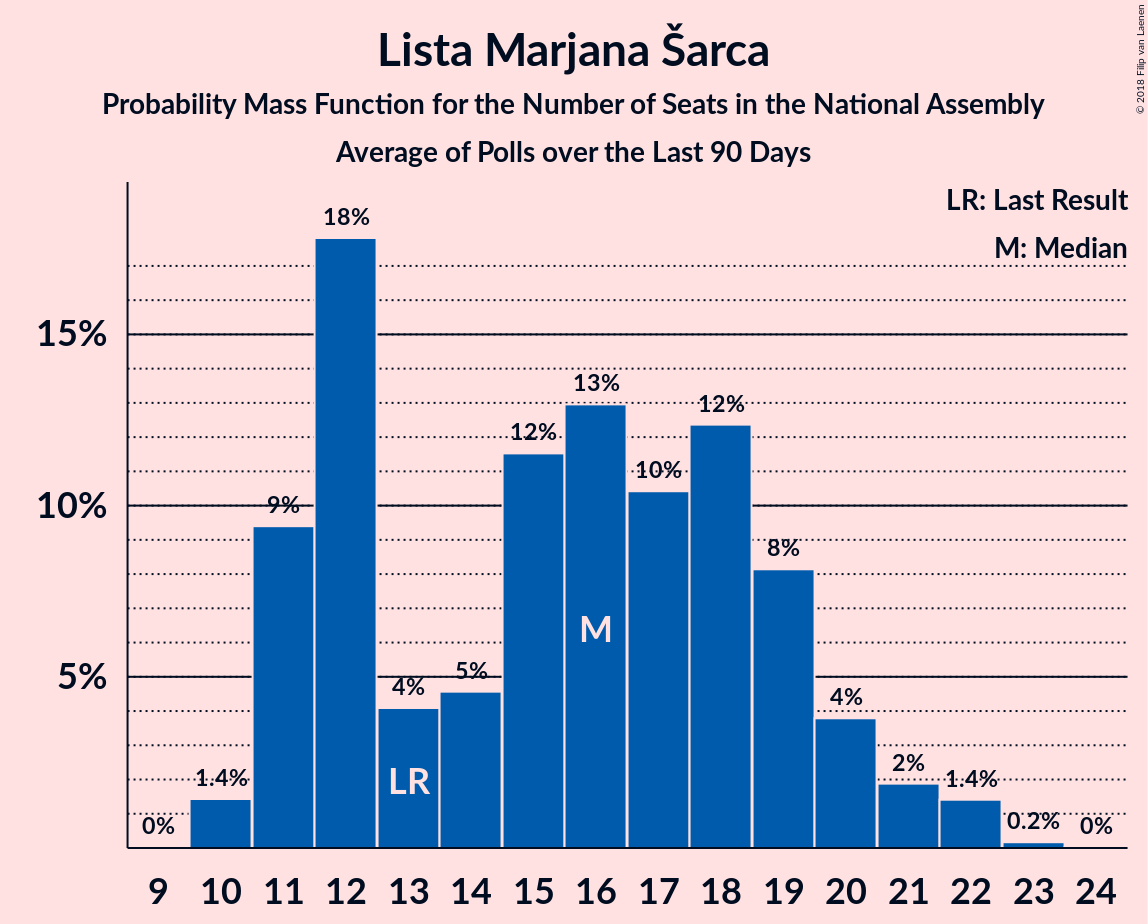 Lista Marjana Šarca
Probability Mass Function for the Number of Seats in the National Assembly
Average of Polls over the Last 90 Days
© 2018 Filip van Laenen
LR: Last Result
M: Median
15%
10%
5%
0%
1.4%
9%
18%
4%
5%
12%
13%
10%
12%
8%
4%
2%
1.4%
0.2%
0%
LR
M
9 10 11 12 13 14 15 16 17 18 19 20 21 22 23 24